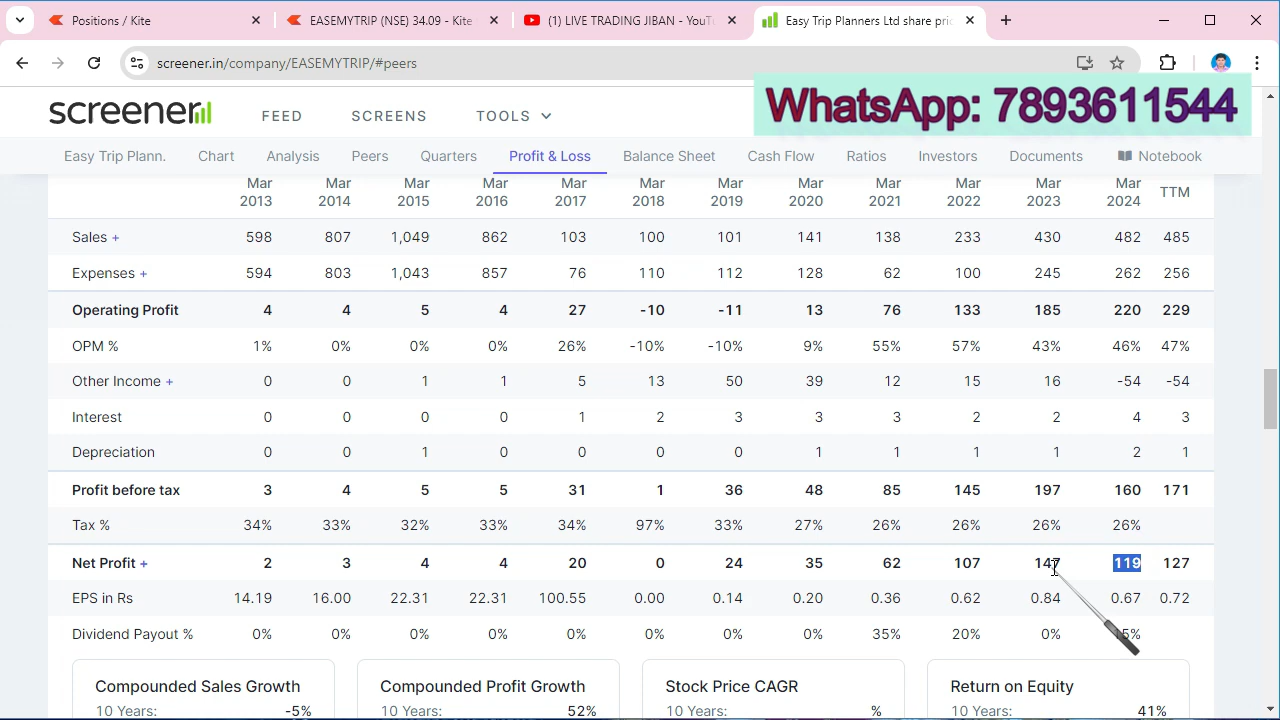 Positions / Kite
EASEMYTRIP (NSE) 34.09 - Kite
(1) LIVE TRADING JIBAN - YouTu
Easy Trip Planners Ltd share pric
screener.in/company/EASEMYTRIP/#peers
screener FEED SCREENS TOOLS
WhatsApp: 7893611544
Easy Trip Plann. Chart Analysis Peers Quarters Profit & Loss Balance Sheet Cash Flow Ratios Investors Documents Notebook
Mar Mar Mar Mar Mar Mar Mar Mar Mar Mar Mar Mar TTM
2013 2014 2015 2016 2017 2018 2019 2020 2021 2022 2023 2024
Sales + 598 807 1,049 862 103 100 101 141 138 233 430 482 485
Expenses + 594 803 1,043 857 76 110 112 128 62 100 245 262 256
Operating Profit 4 4 5 4 27 -10 -11 13 76 133 185 220 229
OPM % 1% 0% 0% 0% 26% -10% -10% 9% 55% 57% 43% 46% 47%
Other Income + 0 0 1 1 5 13 50 39 12 15 16 -54 -54
Interest 0 0 0 0 1 2 3 3 3 2 2 4 3
Depreciation 0 0 1 0 0 0 0 1 1 1 1 2 1
Profit before tax 3 4 5 5 31 1 36 48 85 145 197 160 171
Tax % 34% 33% 32% 33% 34% 97% 33% 27% 26% 26% 26% 26%
Net Profit + 2 3 4 4 20 0 24 35 62 107 147 119 127
EPS in Rs 14.19 16.00 22.31 22.31 100.55 0.00 0.14 0.20 0.36 0.62 0.84 0.67 0.72
Dividend Payout % 0% 0% 0% 0% 0% 0% 0% 0% 35% 20% 0%
Compounded Sales Growth Compounded Profit Growth Stock Price CAGR Return on Equity
10 Years: -5% 10 Years: 52% 10 Years: % 10 Years: 41%